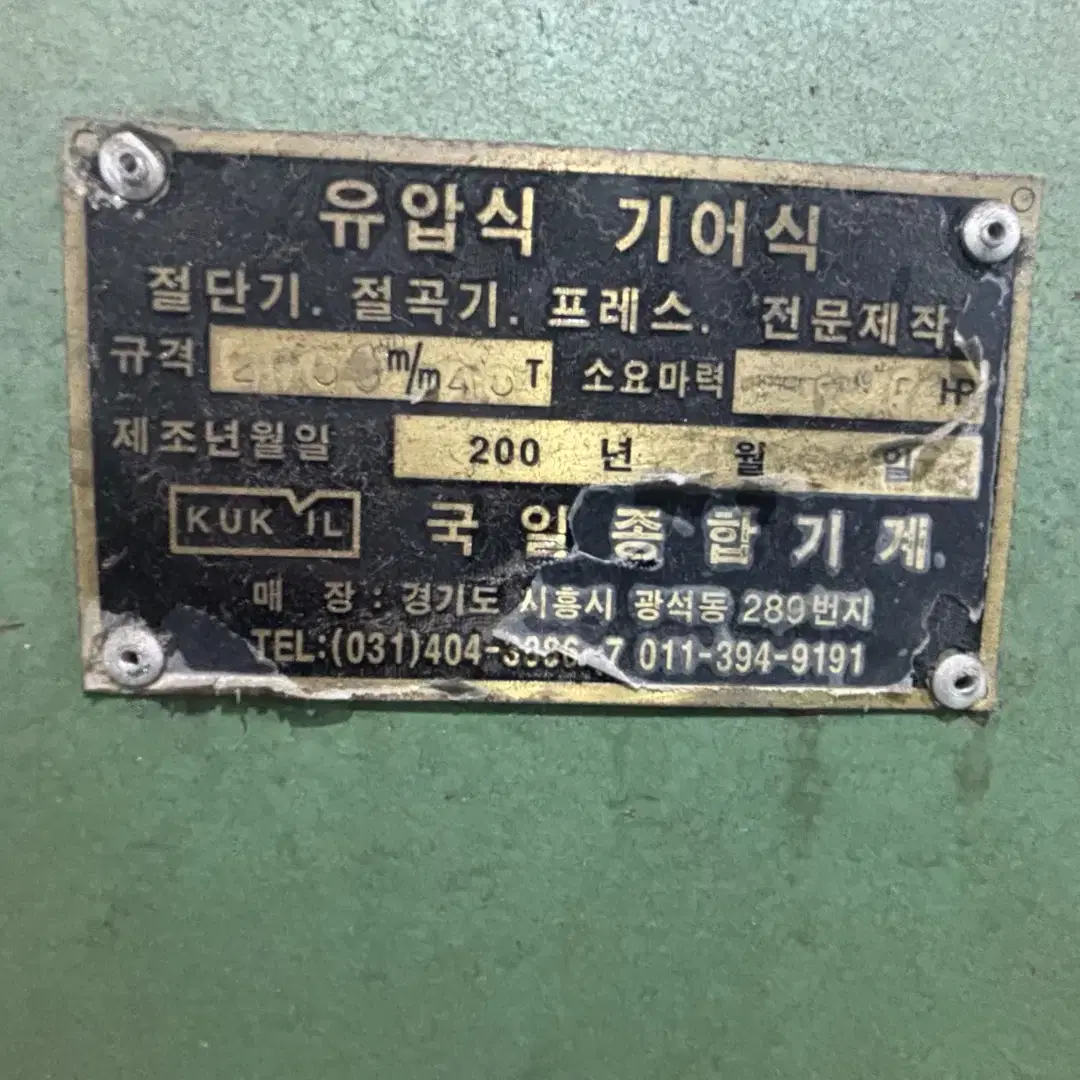 유압식 기어식
절단기. 절곡기. 프레스. 전문제작
규격 m/m T 소요마력 HP
제조년월일 200 년 월 일
KUK IL 국일종합기계
매 장 : 경기도 시흥시 광석동 289번지
TEL:(031)404-3386~7 011-394-9191